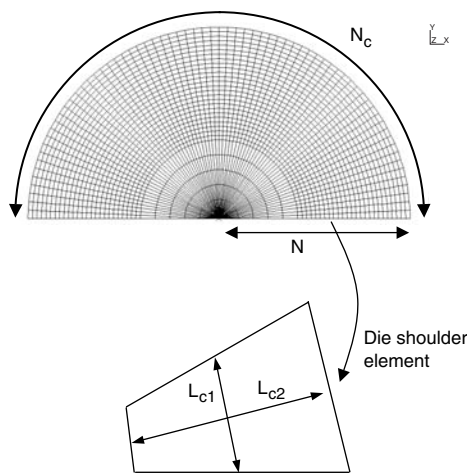 N_c
Y
Z X
N
Die shoulder
element
L_c1
L_c2